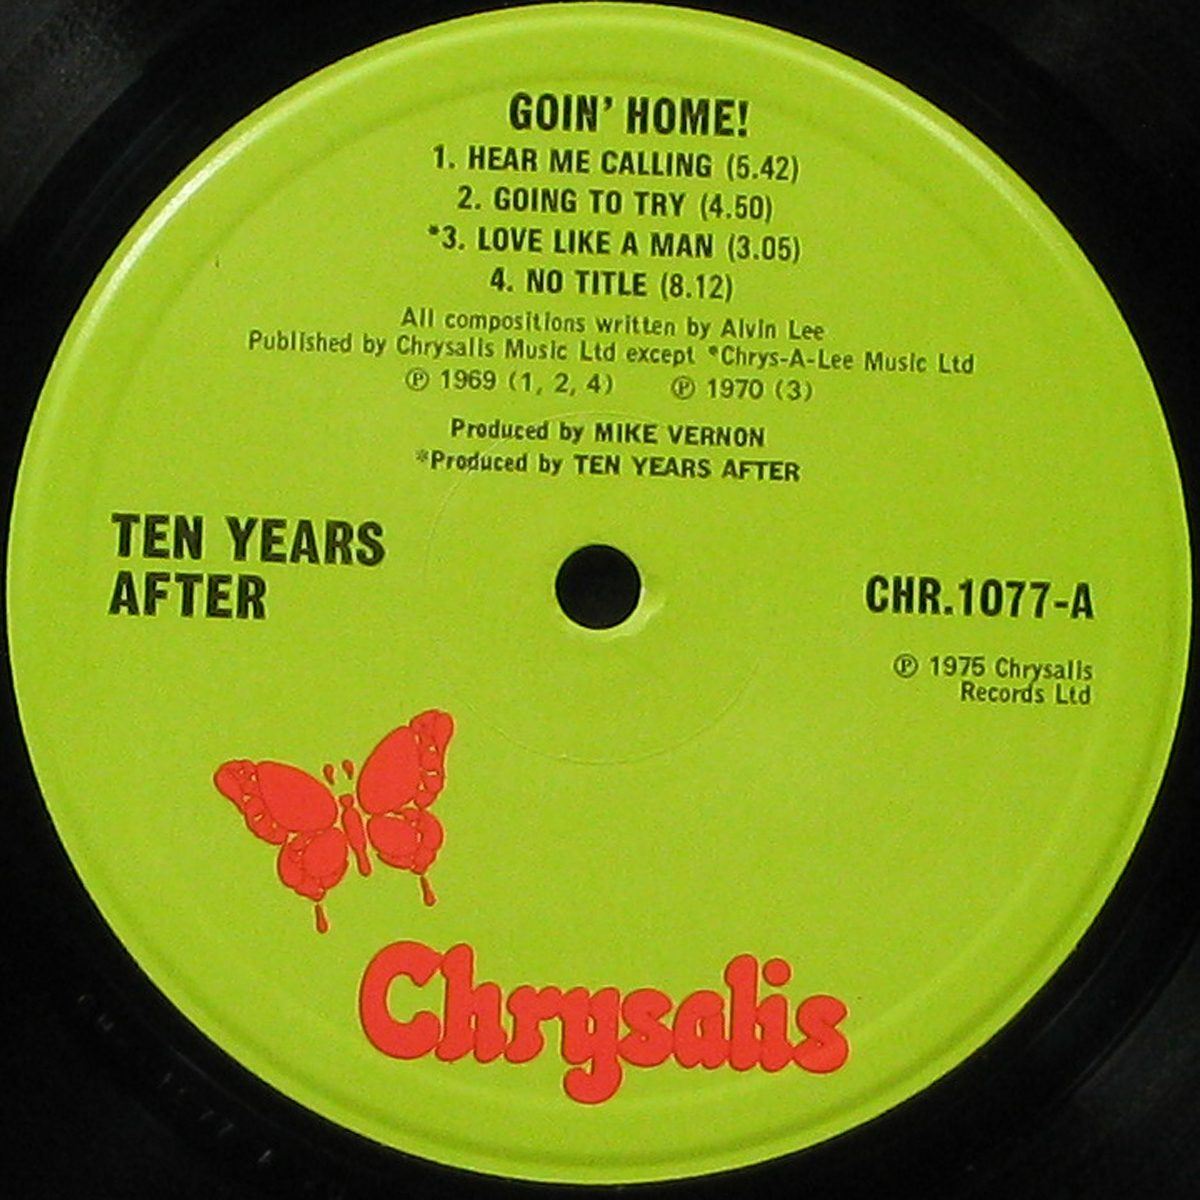 GOIN' HOME!
1. HEAR ME CALLING (5.42)
2. GOING TO TRY (4.50)
*3. LOVE LIKE A MAN (3.05)
4. NO TITLE (8.12)
All compositions written by Alvin Lee
Published by Chrysalis Music Ltd except *Chrys-A-Lee Music Ltd
℗ 1969 (1, 2, 4) ℗ 1970 (3)
Produced by MIKE VERNON
*Produced by TEN YEARS AFTER
TEN YEARS
AFTER
CHR.1077-A
℗ 1975 Chrysalis
Records Ltd
Chrysalis